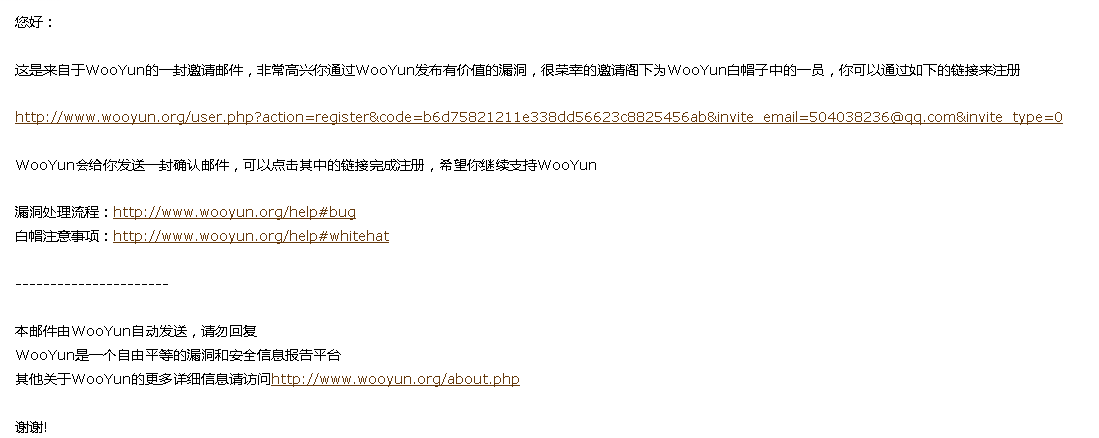 您好：
这是来自于WooYun的一封邀请邮件，非常高兴你通过WooYun发布有价值的漏洞，很荣幸的邀请阁下为WooYun白帽子中的一员，你可以通过如下的链接来注册
http://www.wooyun.org/user.php?action=register&code=b6d75821211e338dd56623c8825456ab&invite_email=504038236@qq.com&invite_type=0
WooYun会给你发送一封确认邮件，可以点击其中的链接完成注册，希望你继续支持WooYun
漏洞处理流程：http://www.wooyun.org/help#bug
白帽注意事项：http://www.wooyun.org/help#whitehat
----------------------
本邮件由WooYun自动发送，请勿回复
WooYun是一个自由平等的漏洞和安全信息报告平台
其他关于WooYun的更多详细信息请访问http://www.wooyun.org/about.php
谢谢!